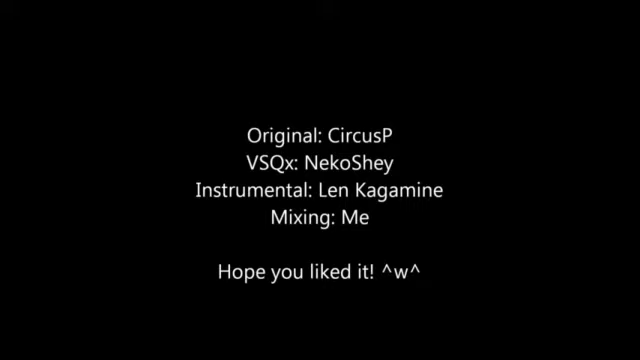 Original: CircusP
VSQx: NekoShey
Instrumental: Len Kagamine
Mixing: Me
Hope you liked it! ^w^